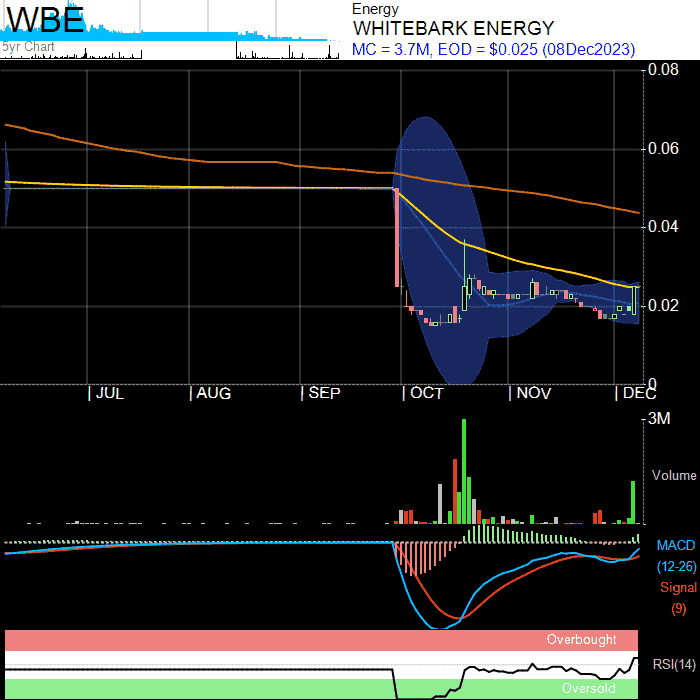 WBE
5yr Chart
Energy
WHITEBARK ENERGY
MC = 3.7M, EOD = $0.025 (08Dec2023)
0.08
0.06
0.04
0.02
0
JUL AUG SEP OCT NOV DEC
3M
Volume
MACD
(12-26)
Signal
(9)
Overbought
RSI(14)
Oversold